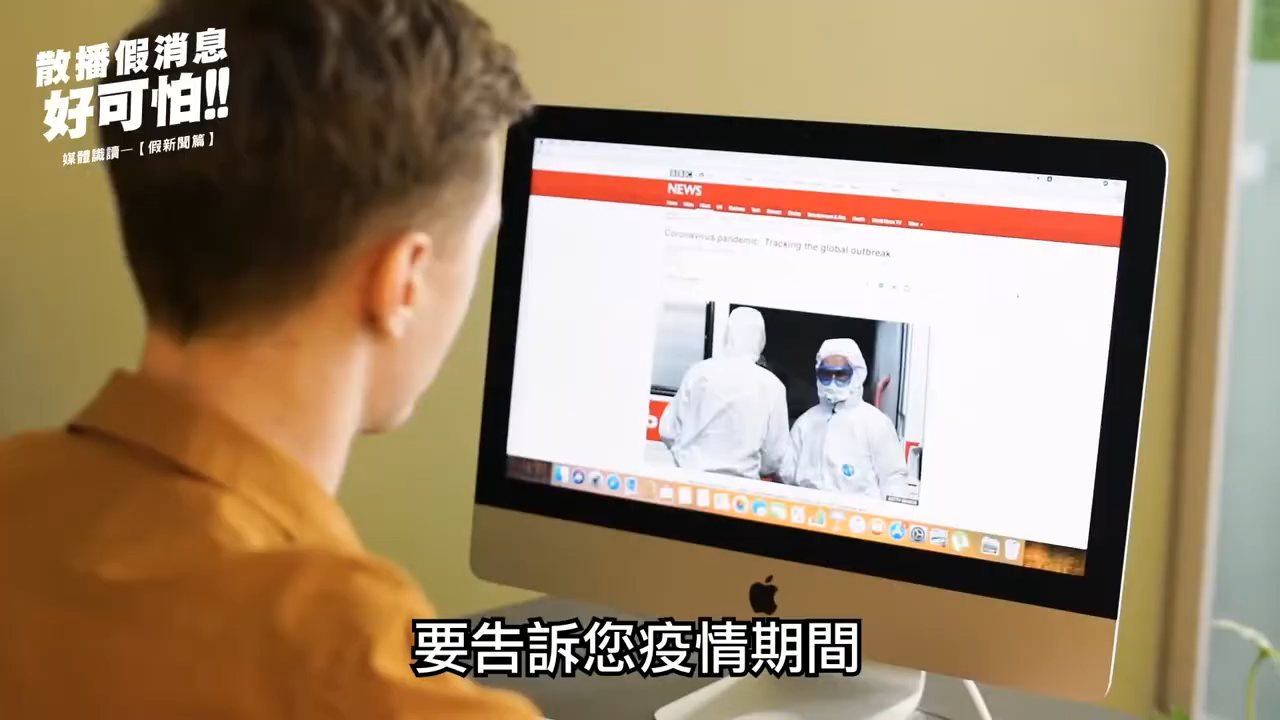 散播假消息
好可怕!!
媒體識讀—【假新聞篇】
BBC
NEWS
Coronavirus pandemic: Tracking the global outbreak
要告訴您疫情期間